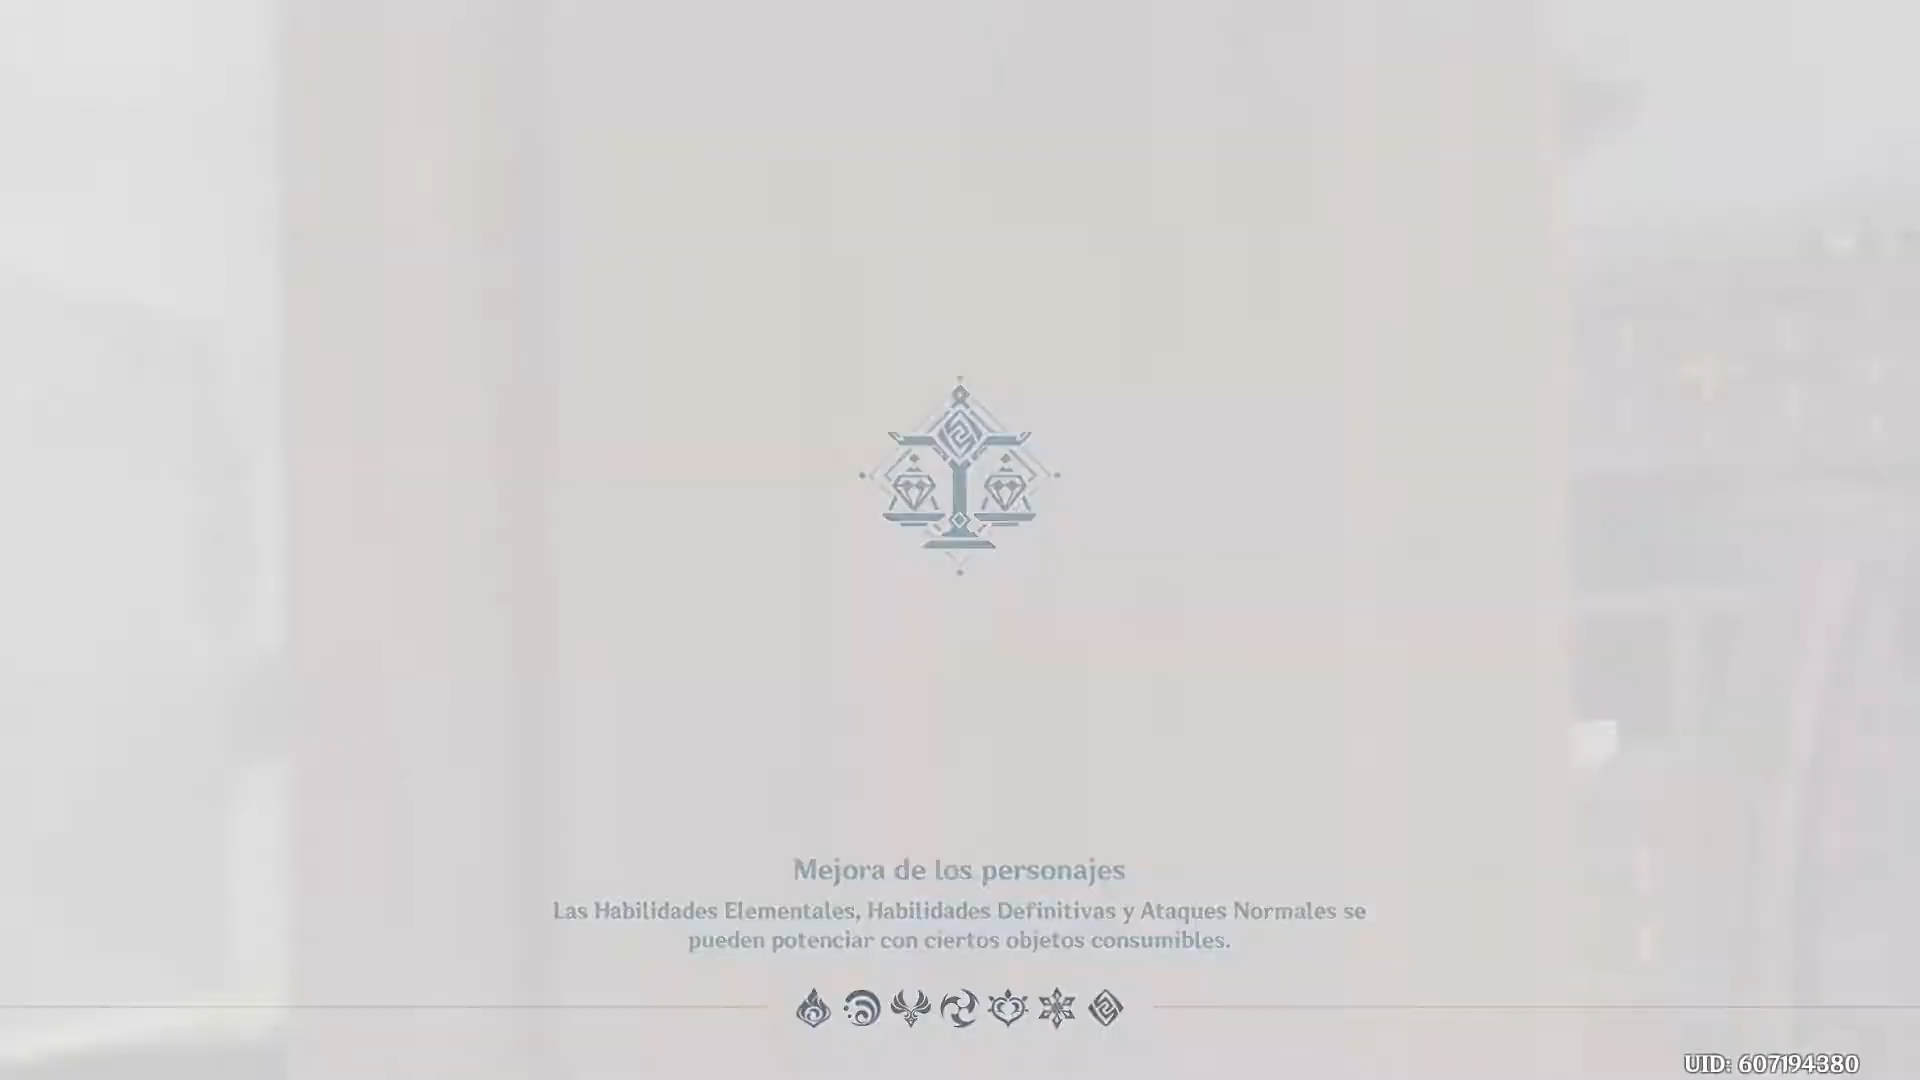 Mejora de los personajes
Las Habilidades Elementales, Habilidades Definitivas y Ataques Normales se
pueden potenciar con ciertos objetos consumibles.
UID: 607194380